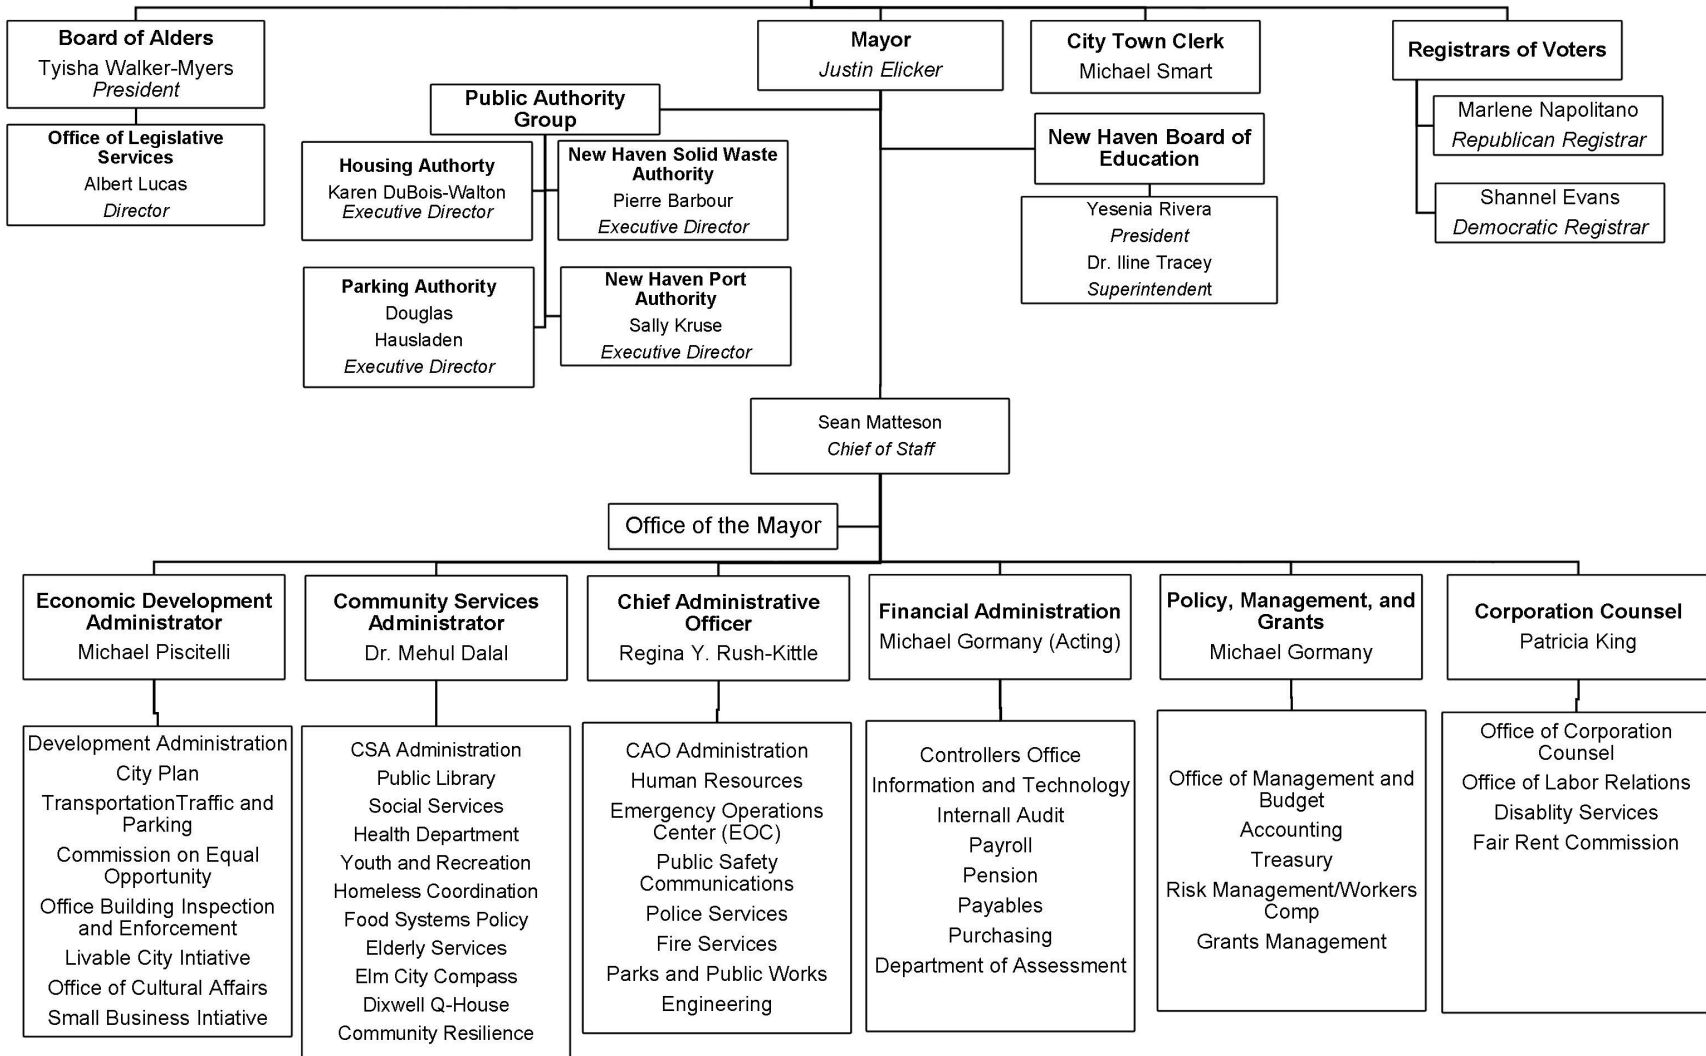 Board of Alders
Tyisha Walker-Myers
President
Office of Legislative
Services
Albert Lucas
Director
Mayor
Justin Elicker
City Town Clerk
Michael Smart
Registrars of Voters
Marlene Napolitano
Republican Registrar
Shannel Evans
Democratic Registrar
Public Authority
Group
Housing Authorty
Karen DuBois-Walton
Executive Director
New Haven Solid Waste
Authority
Pierre Barbour
Executive Director
Parking Authority
Douglas
Hausladen
Executive Director
New Haven Port
Authority
Sally Kruse
Executive Director
New Haven Board of
Education
Yesenia Rivera
President
Dr. Iline Tracey
Superintendent
Sean Matteson
Chief of Staff
Office of the Mayor
Economic Development
Administrator
Michael Piscitelli
Development Administration
City Plan
TransportationTraffic and
Parking
Commission on Equal
Opportunity
Office Building Inspection
and Enforcement
Livable City Intiative
Office of Cultural Affairs
Small Business Intiative
Community Services
Administrator
Dr. Mehul Dalal
CSA Administration
Public Library
Social Services
Health Department
Youth and Recreation
Homeless Coordination
Food Systems Policy
Elderly Services
Elm City Compass
Dixwell Q-House
Community Resilience
Chief Administrative
Officer
Regina Y. Rush-Kittle
CAO Administration
Human Resources
Emergency Operations
Center (EOC)
Public Safety
Communications
Police Services
Fire Services
Parks and Public Works
Engineering
Financial Administration
Michael Gormany (Acting)
Controllers Office
Information and Technology
Internall Audit
Payroll
Pension
Payables
Purchasing
Department of Assessment
Policy, Management, and
Grants
Michael Gormany
Office of Management and
Budget
Accounting
Treasury
Risk Management/Workers
Comp
Grants Management
Corporation Counsel
Patricia King
Office of Corporation
Counsel
Office of Labor Relations
Disablity Services
Fair Rent Commission